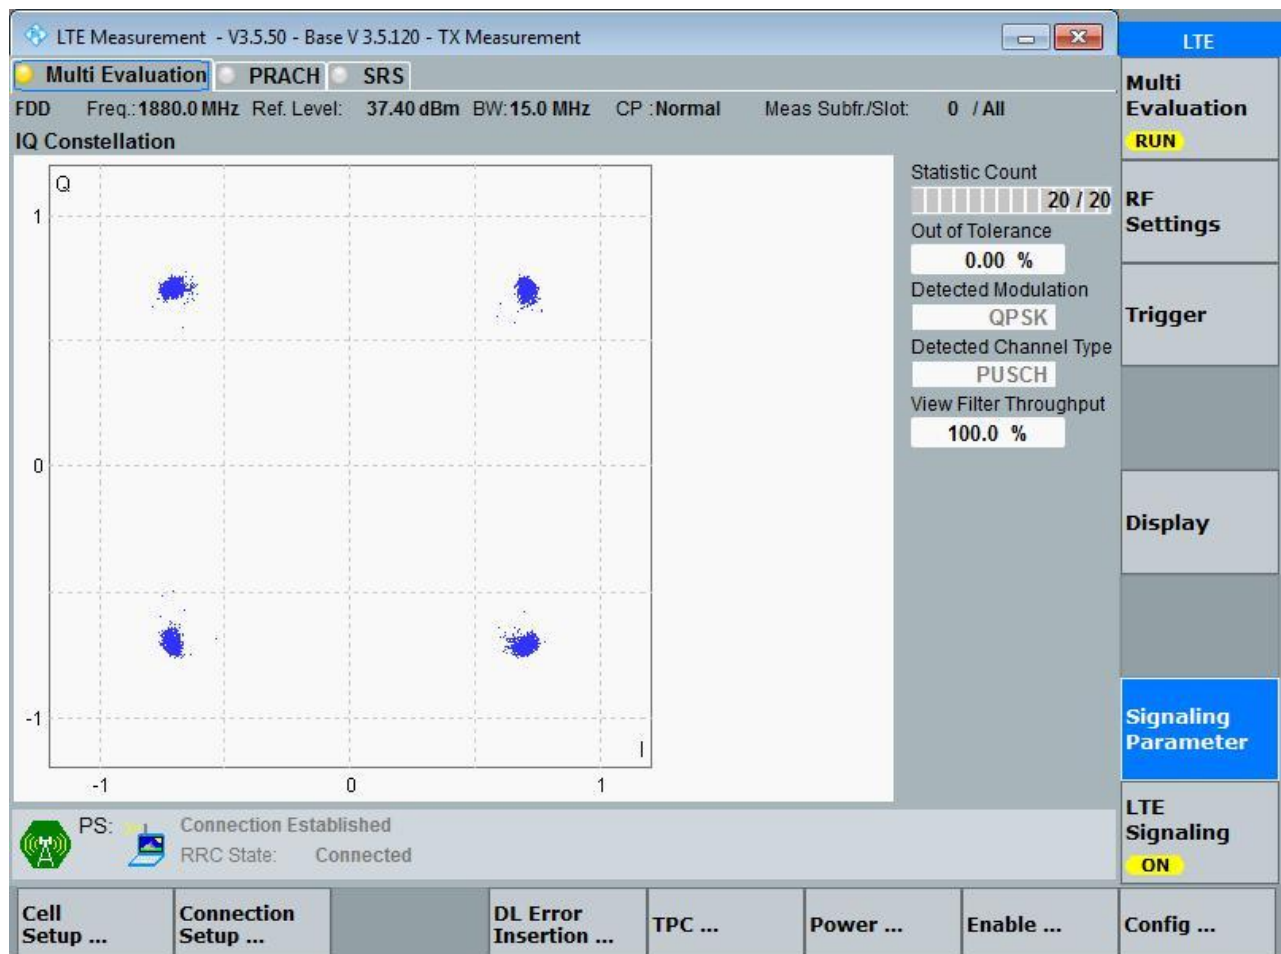 LTE Measurement - V3.5.50 - Base V 3.5.120 - TX Measurement
LTE
Multi Evaluation PRACH SRS
FDD Freq.: 1880.0 MHz Ref. Level: 37.40 dBm BW: 15.0 MHz CP : Normal Meas Subfr./Slot: 0 / All
IQ Constellation
Q
1
0
-1
I
-1 0 1
Statistic Count
20 / 20
Out of Tolerance
0.00 %
Detected Modulation
QPSK
Detected Channel Type
PUSCH
View Filter Throughput
100.0 %
Multi
Evaluation
RUN
RF
Settings
Trigger
Display
Signaling
Parameter
LTE
Signaling
ON
PS: Connection Established
RRC State: Connected
Cell
Setup ...
Connection
Setup ...
DL Error
Insertion ...
TPC ...
Power ...
Enable ...
Config ...